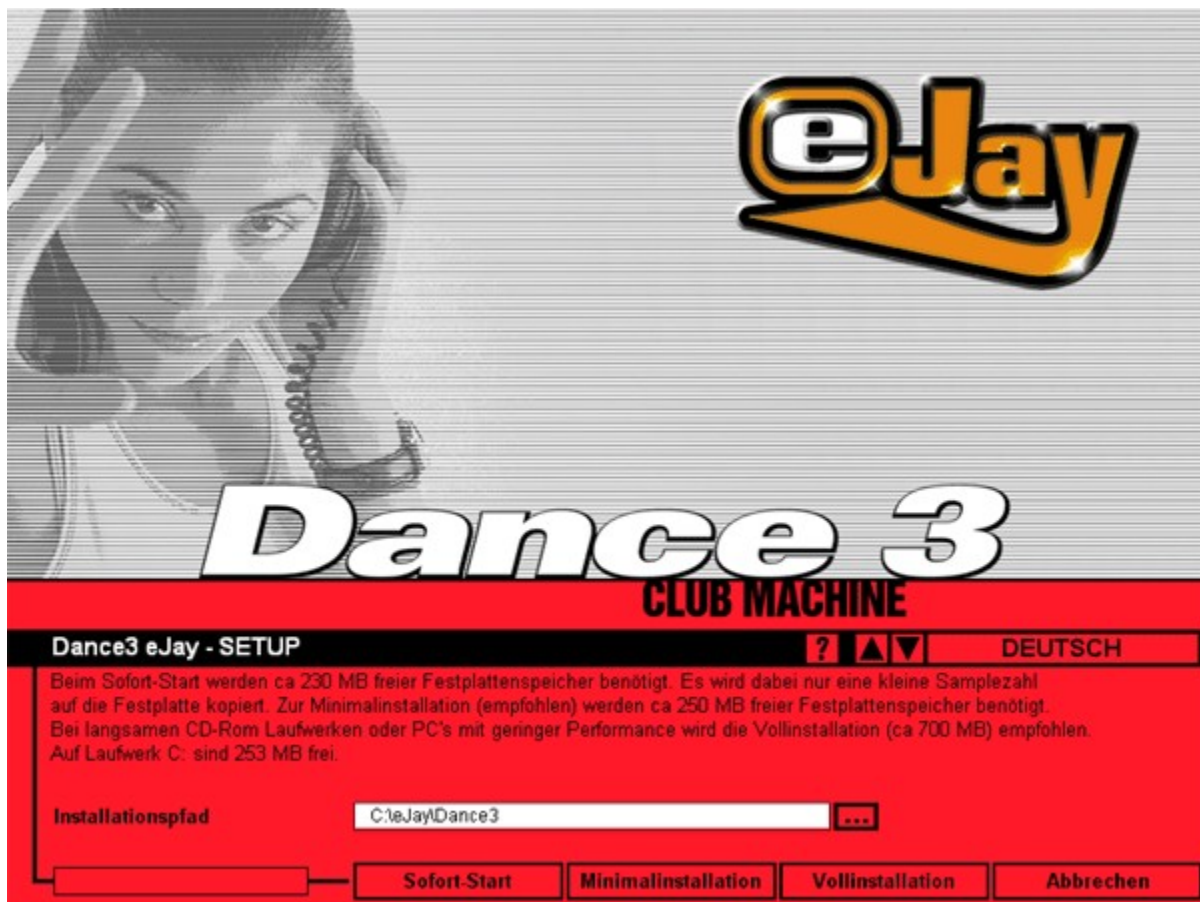 eJay
Dance 3
CLUB MACHINE
Dance3 eJay - SETUP
?
DEUTSCH
Beim Sofort-Start werden ca 230 MB freier Festplattenspeicher benötigt. Es wird dabei nur eine kleine Samplezahl
auf die Festplatte kopiert. Zur Minimalinstallation (empfohlen) werden ca 250 MB freier Festplattenspeicher benötigt.
Bei langsamen CD-Rom Laufwerken oder PC's mit geringer Performance wird die Vollinstallation (ca 700 MB) empfohlen.
Auf Laufwerk C: sind 253 MB frei.
Installationspfad
C:\eJay\Dance3
...
Sofort-Start
Minimalinstallation
Vollinstallation
Abbrechen